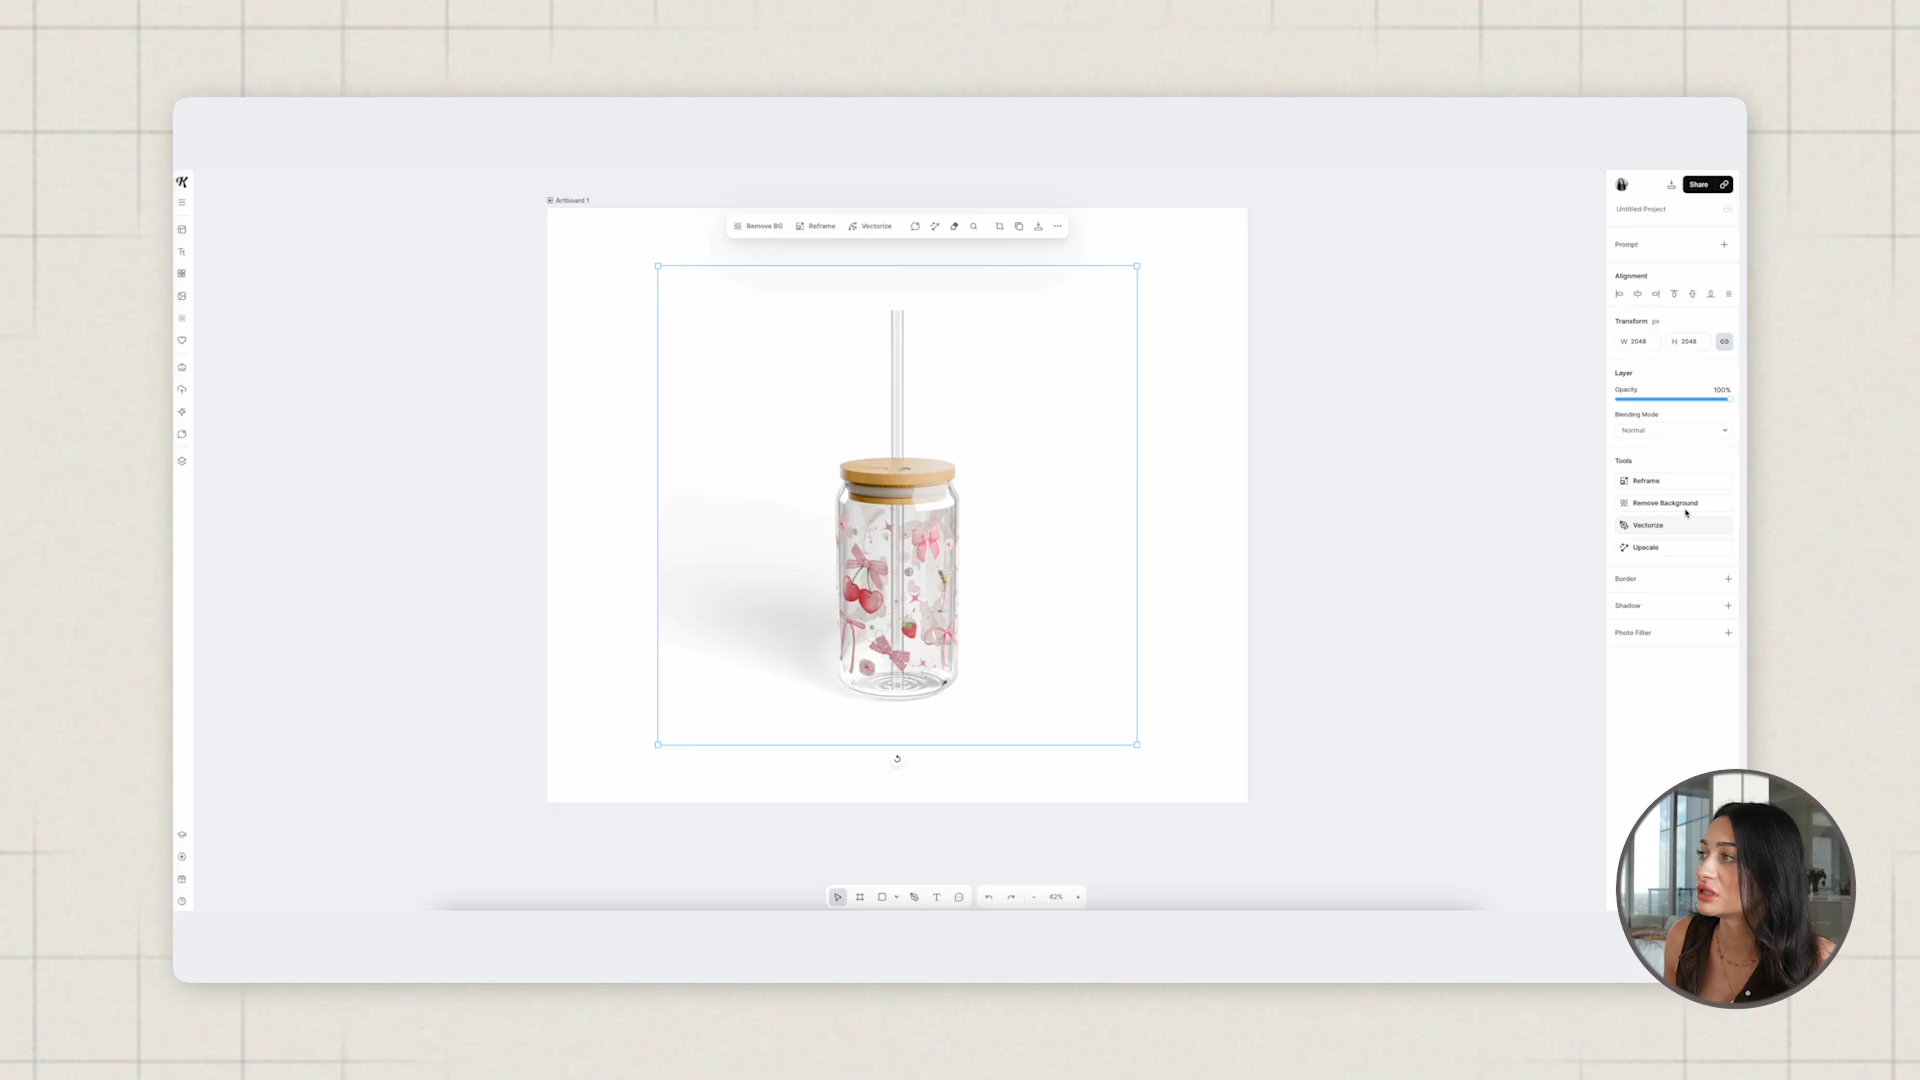 K
Artboard 1
Remove BG
Reframe
Vectorize
Share
Untitled Project
Prompt
Alignment
Transform px
W 2048
H 2048
Layer
Opacity
100%
Blending Mode
Normal
Tools
Reframe
Remove Background
Vectorize
Upscale
Border
Shadow
Photo Filter
Tt
T
42%